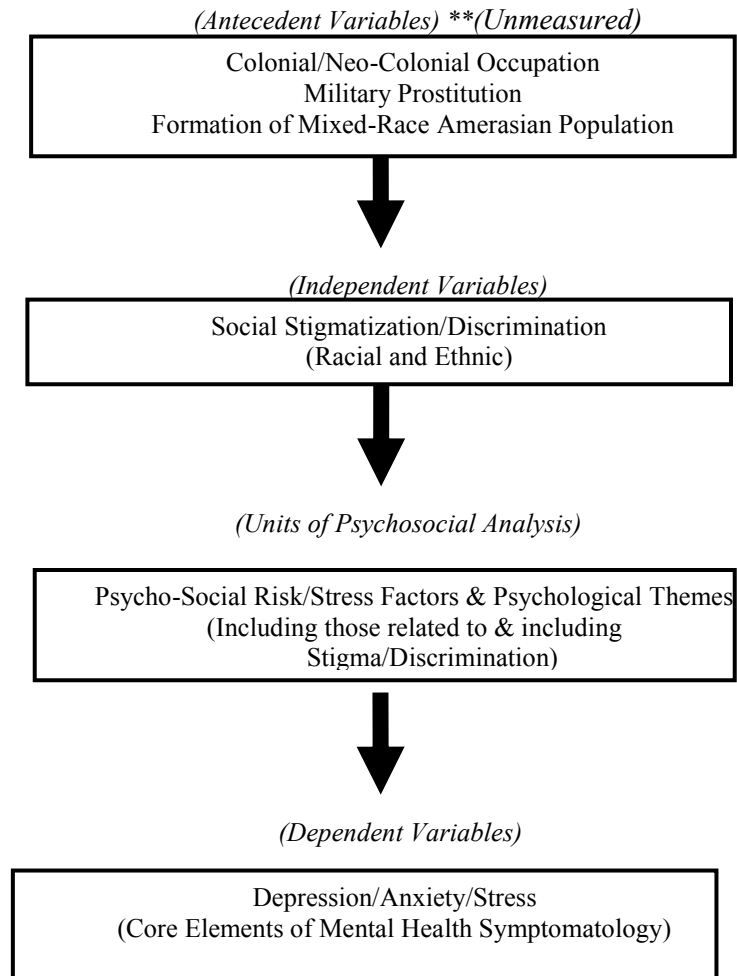 (Antecedent Variables) **(Unmeasured)
Colonial/Neo-Colonial Occupation
Military Prostitution
Formation of Mixed-Race Amerasian Population
(Independent Variables)
Social Stigmatization/Discrimination
(Racial and Ethnic)
(Units of Psychosocial Analysis)
Psycho-Social Risk/Stress Factors & Psychological Themes
(Including those related to & including
Stigma/Discrimination)
(Dependent Variables)
Depression/Anxiety/Stress
(Core Elements of Mental Health Symptomatology)